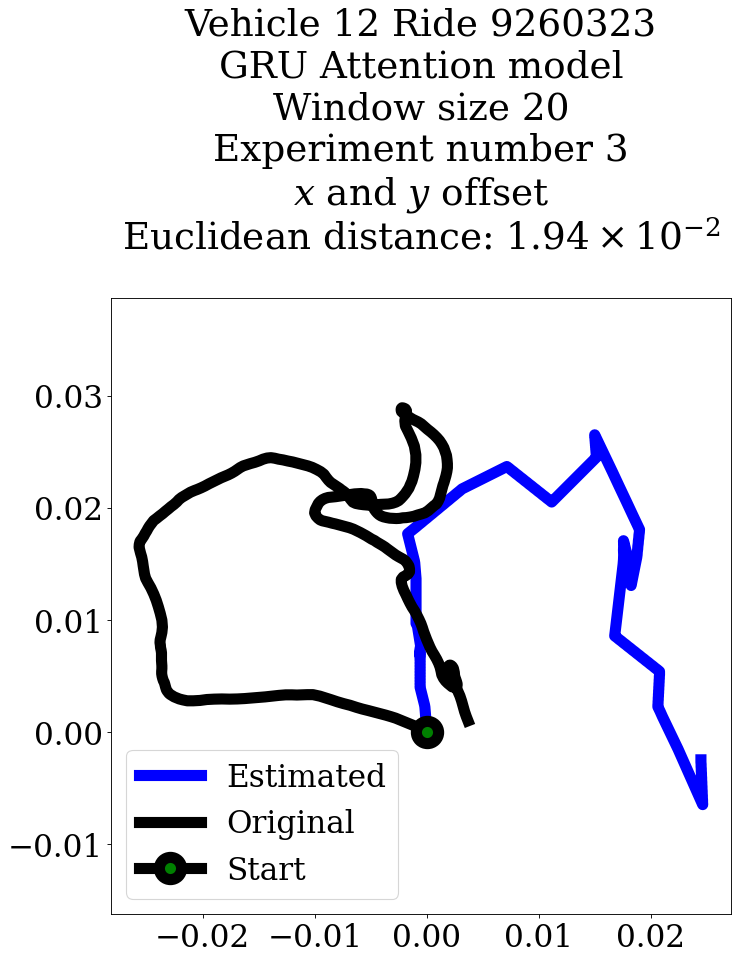 Vehicle 12 Ride 9260323
GRU Attention model
Window size 20
Experiment number 3
x and y offset
Euclidean distance: 1.94 × 10⁻²
0.03
0.02
0.01
0.00
−0.01
Estimated
Original
Start
−0.02 −0.01 0.00 0.01 0.02